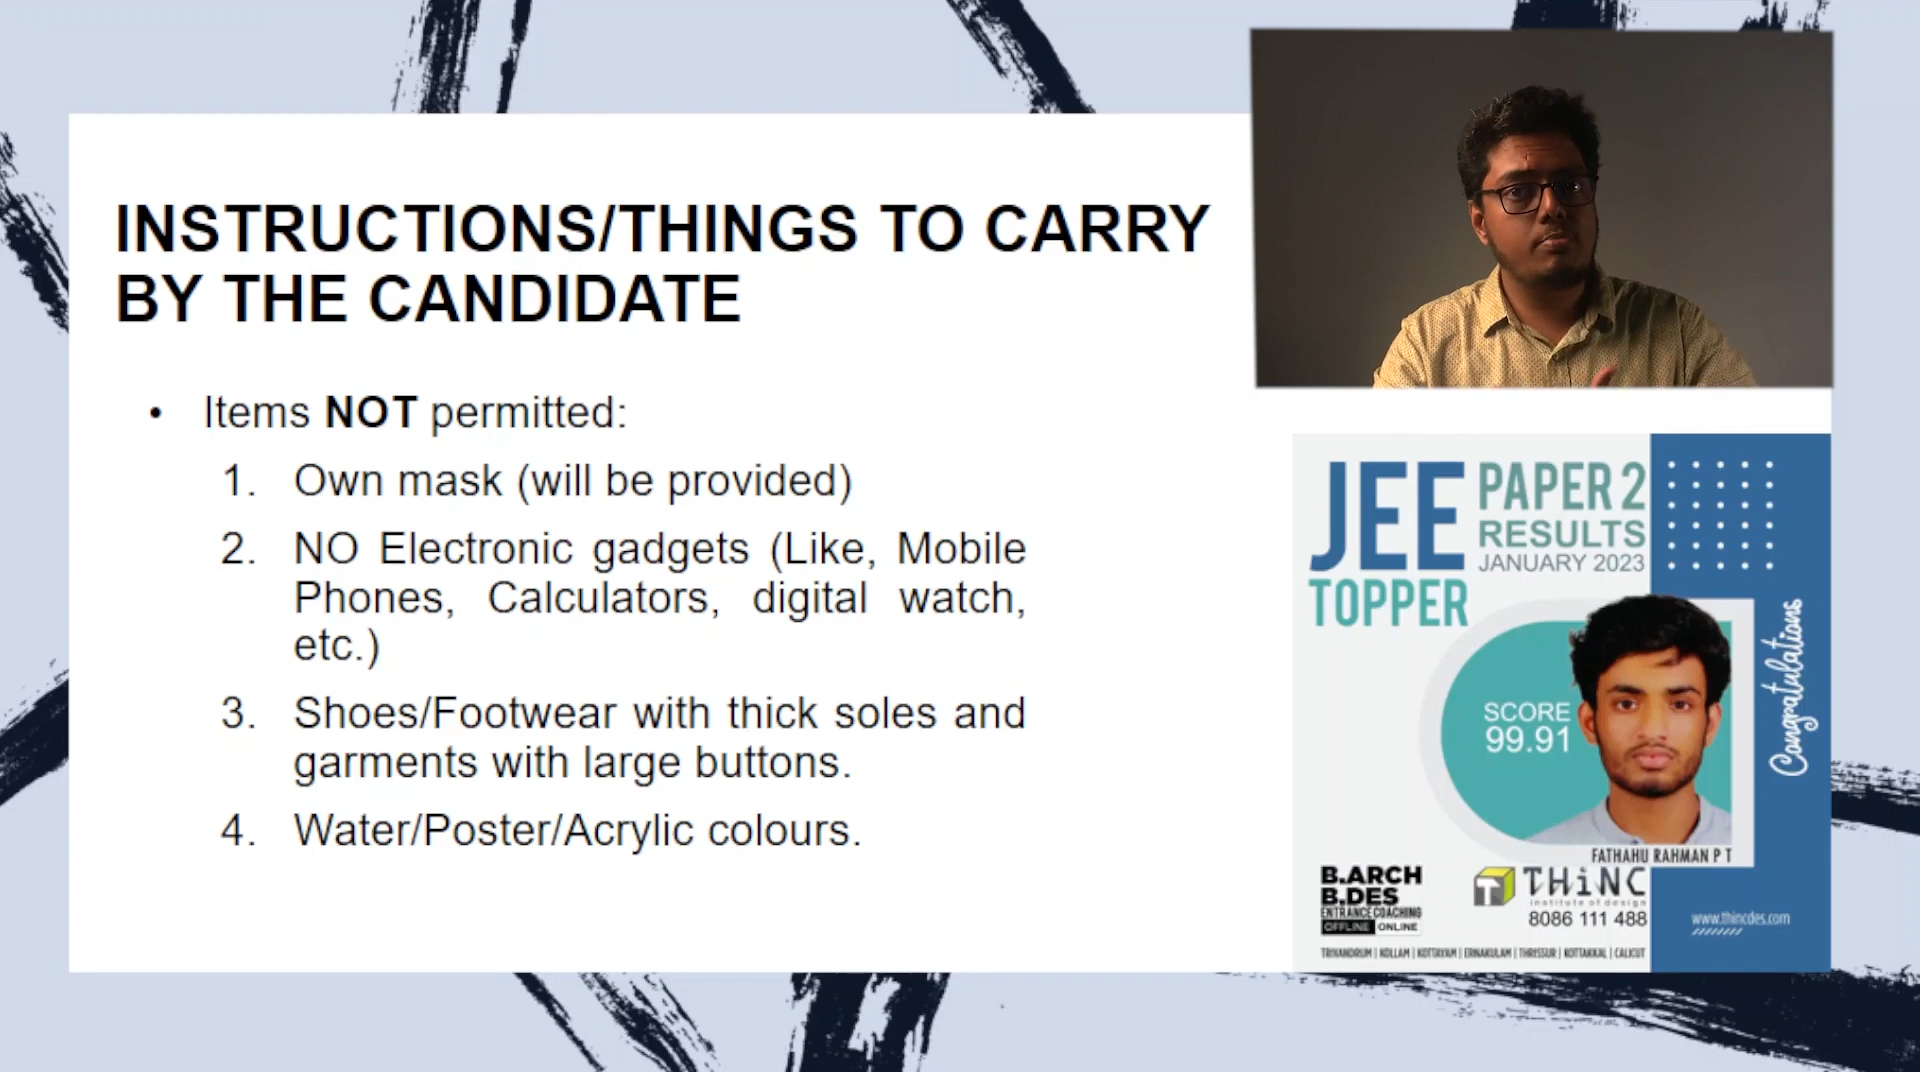 INSTRUCTIONS/THINGS TO CARRY
BY THE CANDIDATE
• Items NOT permitted:
1. Own mask (will be provided)
2. NO Electronic gadgets (Like, Mobile
Phones, Calculators, digital watch,
etc.)
3. Shoes/Footwear with thick soles and
garments with large buttons.
4. Water/Poster/Acrylic colours.
JEE PAPER 2
RESULTS
JANUARY 2023
TOPPER
Congratulations
SCORE
99.91
FATHAHU RAHMAN P T
B.ARCH
B.DES
ENTRANCE COACHING
OFFLINE ONLINE
T THiNC
institute of design
8086 111 488
www.thincdes.com
TRIVANDRUM | KOLLAM | KOTTAYAM | ERNAKULAM | THRISSUR | KOTTAKKAL | CALICUT